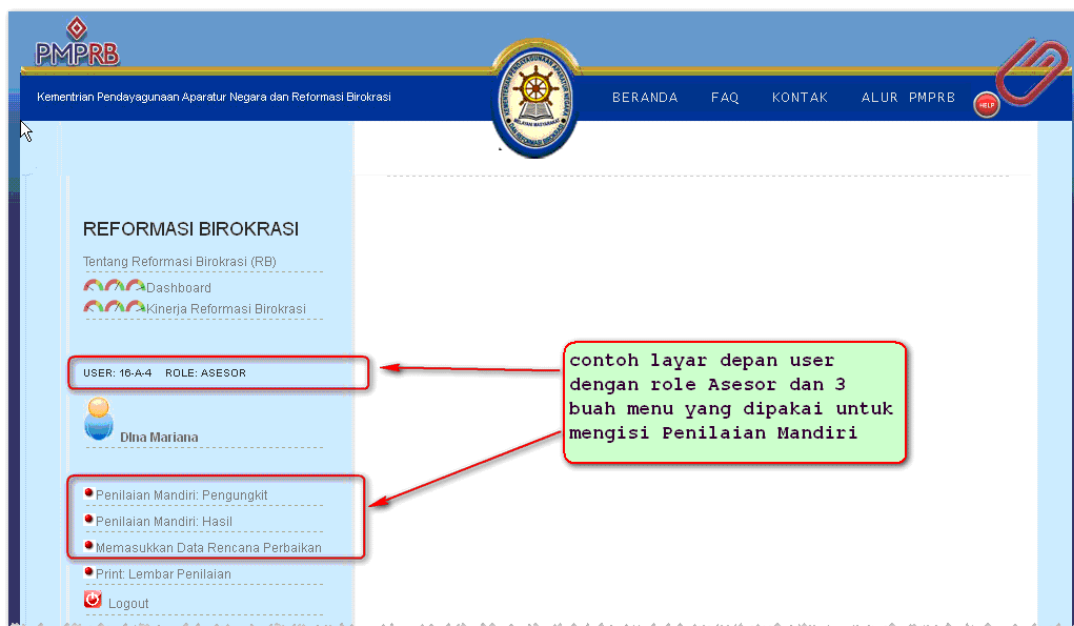 PMPRB
Kementrian Pendayagunaan Aparatur Negara dan Reformasi Birokrasi
BERANDA FAQ KONTAK ALUR PMPRB HELP
REFORMASI BIROKRASI
Tentang Reformasi Birokrasi (RB)
Dashboard
Kinerja Reformasi Birokrasi
USER: 16-A-4 ROLE: ASESOR
DIna Mariana
contoh layar depan user
dengan role Asesor dan 3
buah menu yang dipakai untuk
mengisi Penilaian Mandiri
Penilaian Mandiri: Pengungkit
Penilaian Mandiri: Hasil
Memasukkan Data Rencana Perbaikan
Print: Lembar Penilaian
Logout